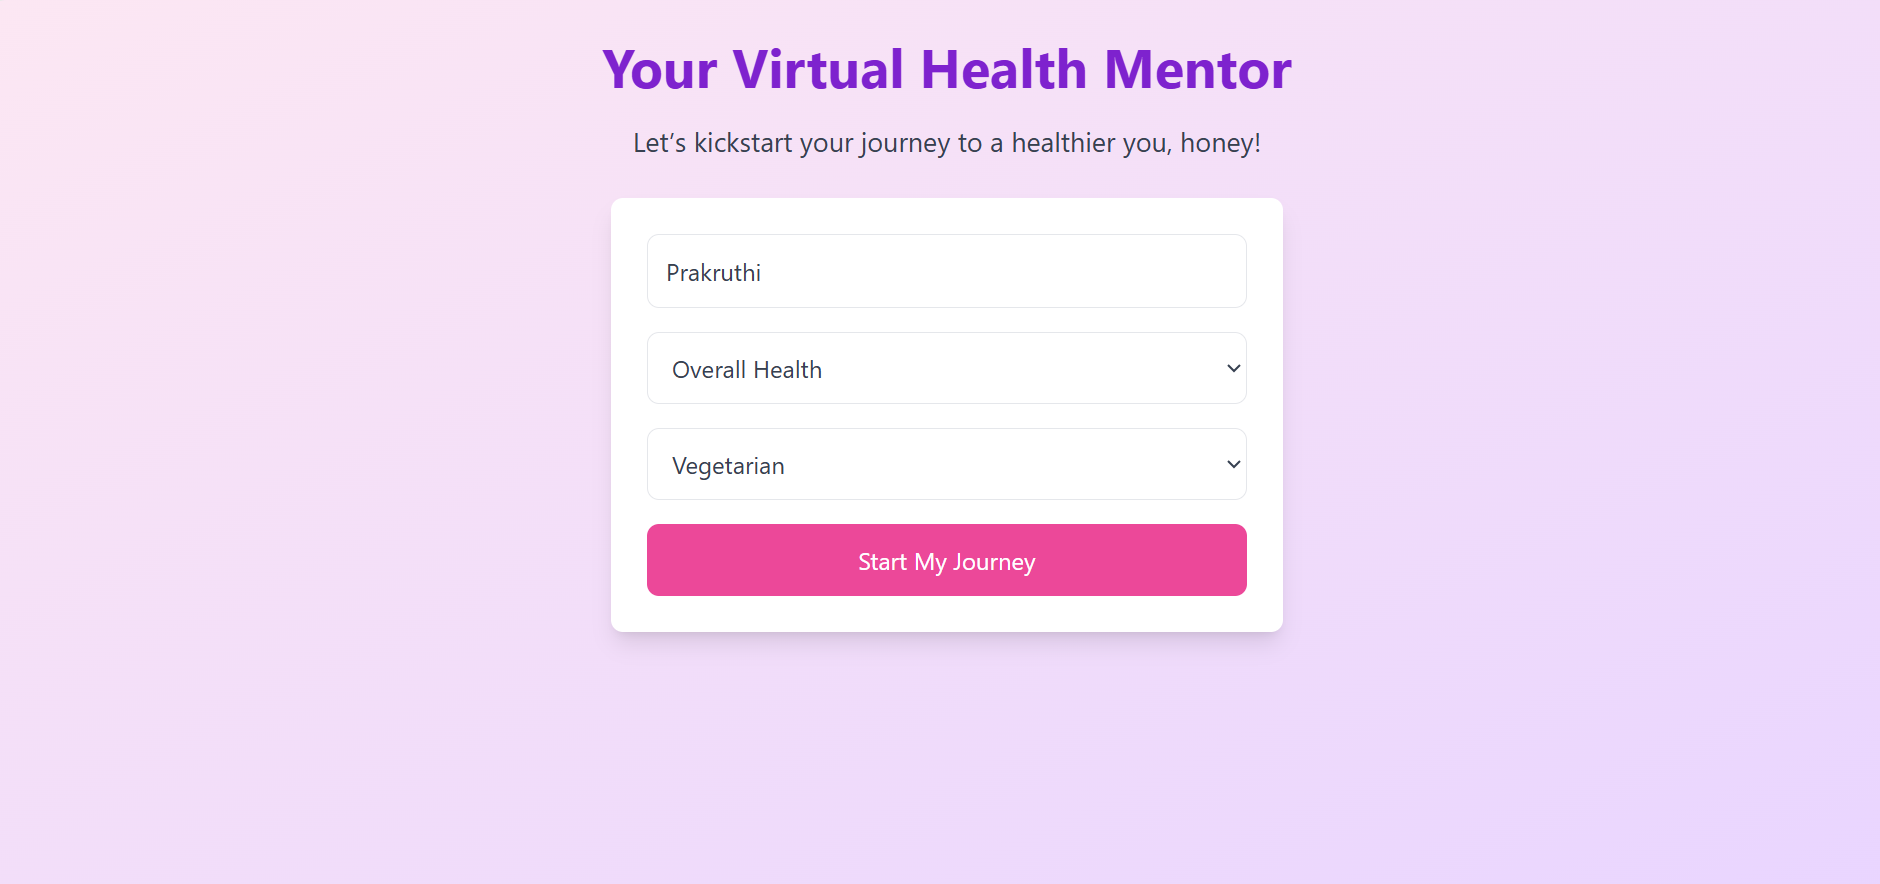 Your Virtual Health Mentor
Let’s kickstart your journey to a healthier you, honey!
Prakruthi
Overall Health
Vegetarian
Start My Journey